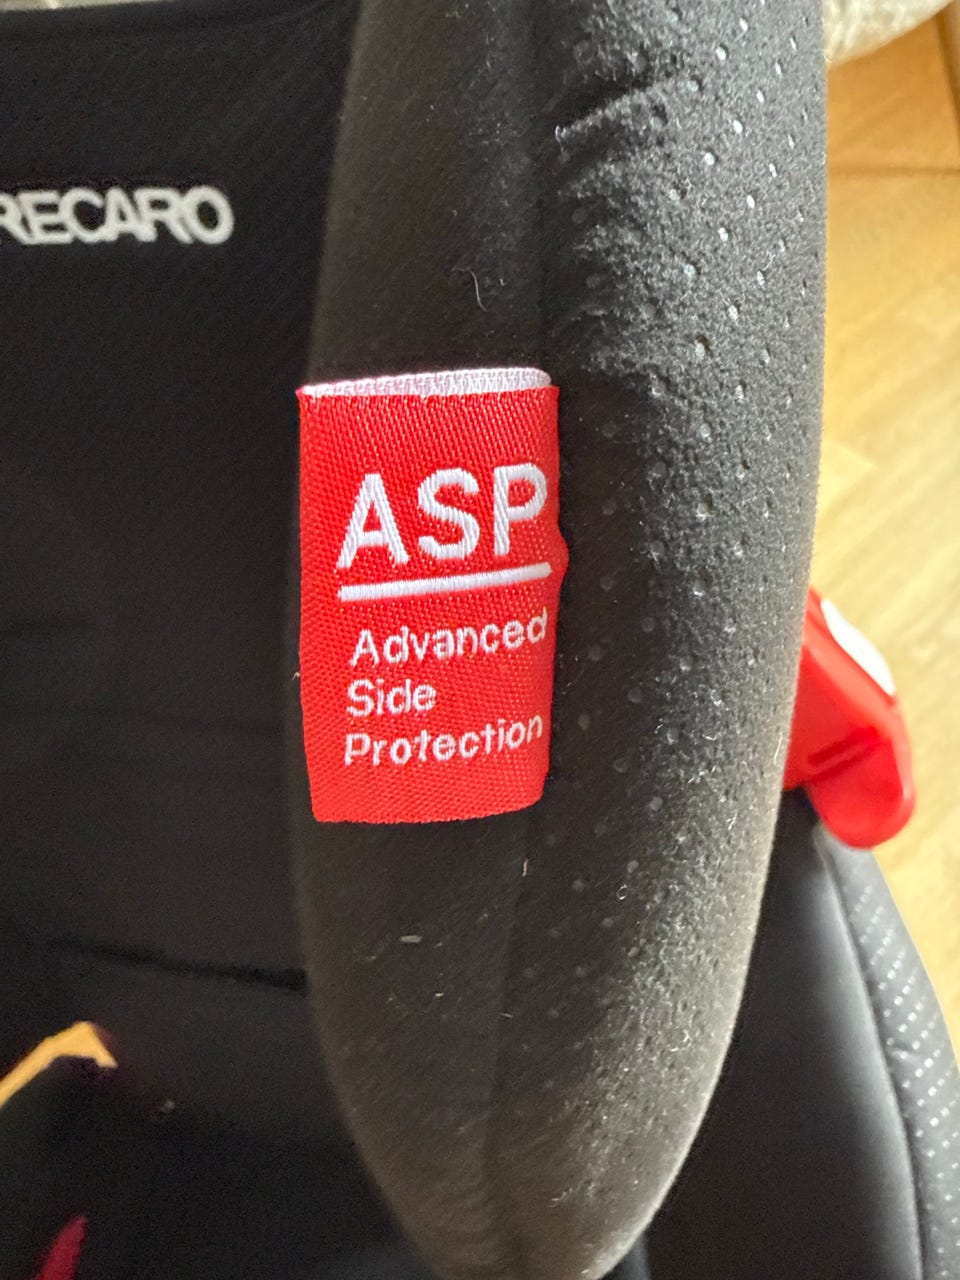 RECARO
ASP
Advanced
Side
Protection